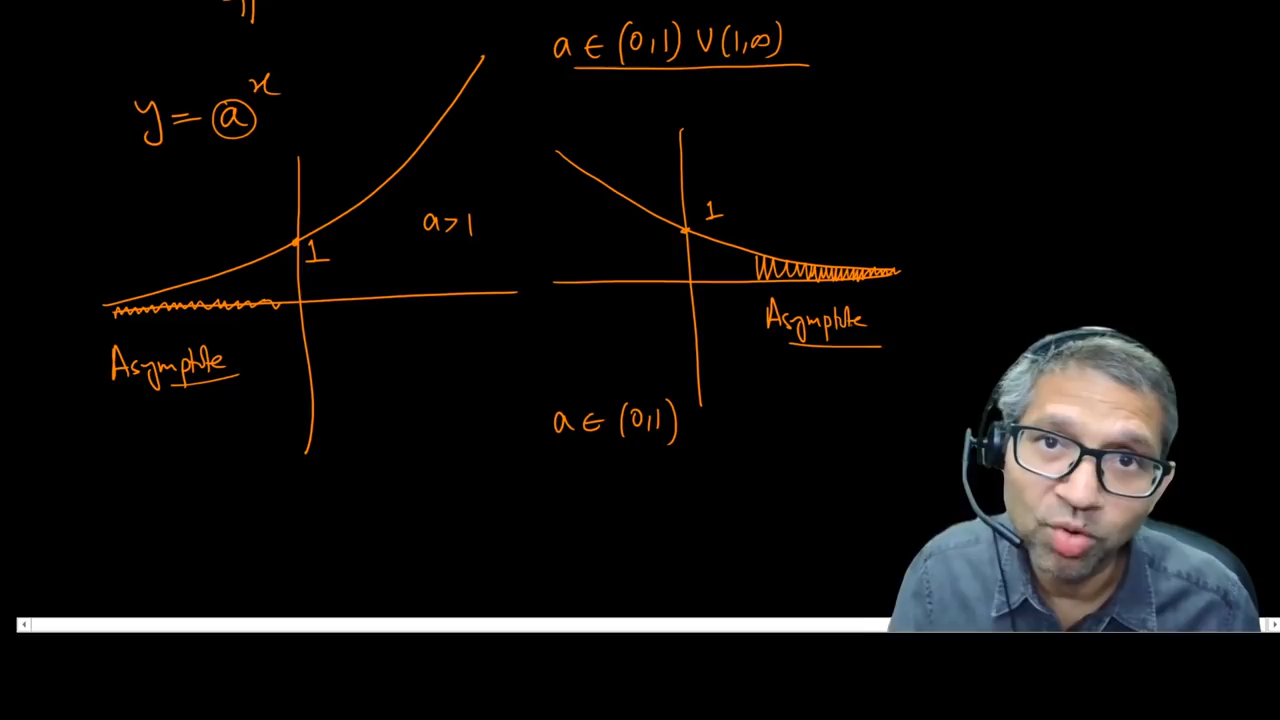 a ∈ (0,1) ∪ (1,∞)
y = a^x
1
a>1
1
Asymptote
Asymptote
a ∈ (0,1)